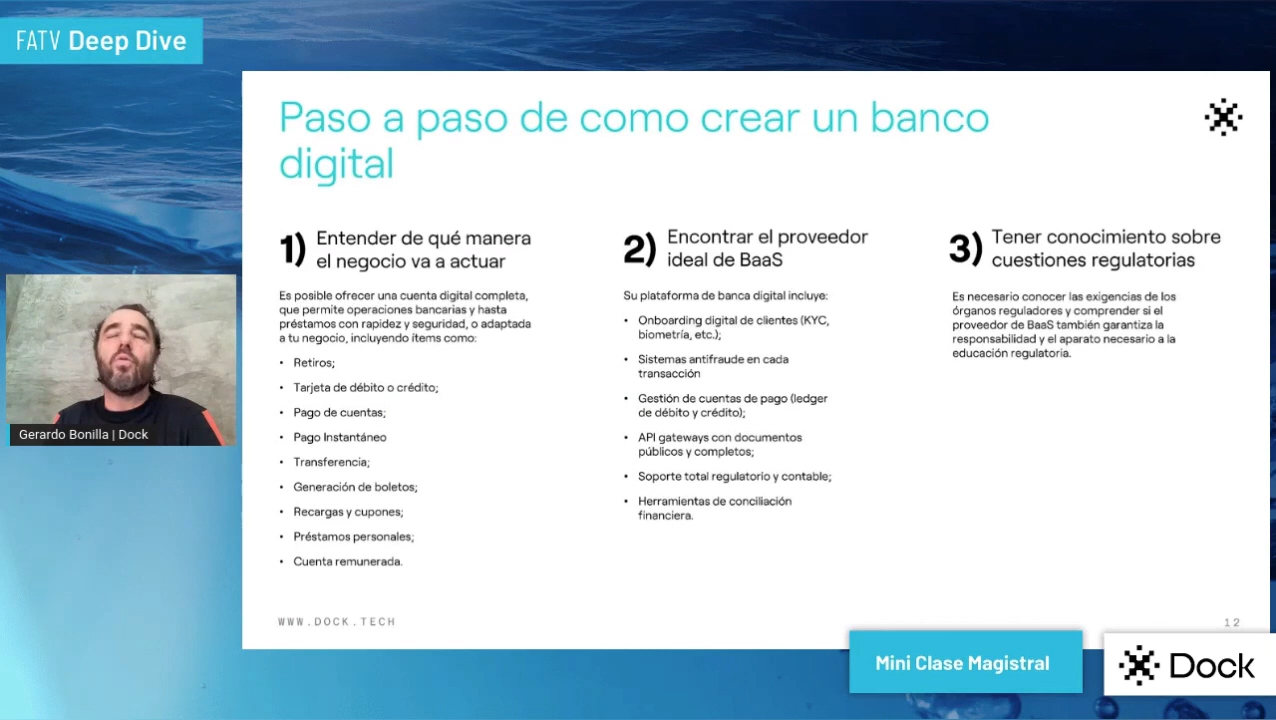 FATV Deep Dive
Paso a paso de como crear un banco
digital
1) Entender de qué manera
el negocio va a actuar
Es posible ofrecer una cuenta digital completa,
que permite operaciones bancarias y hasta
préstamos con rapidez y seguridad, o adaptada
a tu negocio, incluyendo ítems como:
• Retiros;
• Tarjeta de débito o crédito;
• Pago de cuentas;
• Pago Instantáneo
• Transferencia;
• Generación de boletos;
• Recargas y cupones;
• Préstamos personales;
• Cuenta remunerada.
2) Encontrar el proveedor
ideal de BaaS
Su plataforma de banca digital incluye:
• Onboarding digital de clientes (KYC,
biometría, etc.);
• Sistemas antifraude en cada
transacción
• Gestión de cuentas de pago (ledger
de débito y crédito);
• API gateways con documentos
públicos y completos;
• Soporte total regulatorio y contable;
• Herramientas de conciliación
financiera.
3) Tener conocimiento sobre
cuestiones regulatorias
Es necesario conocer las exigencias de los
órganos reguladores y comprender si el
proveedor de BaaS también garantiza la
responsabilidad y el aparato necesario a la
educación regulatoria.
Gerardo Bonilla | Dock
WWW.DOCK.TECH
12
Mini Clase Magistral
Dock